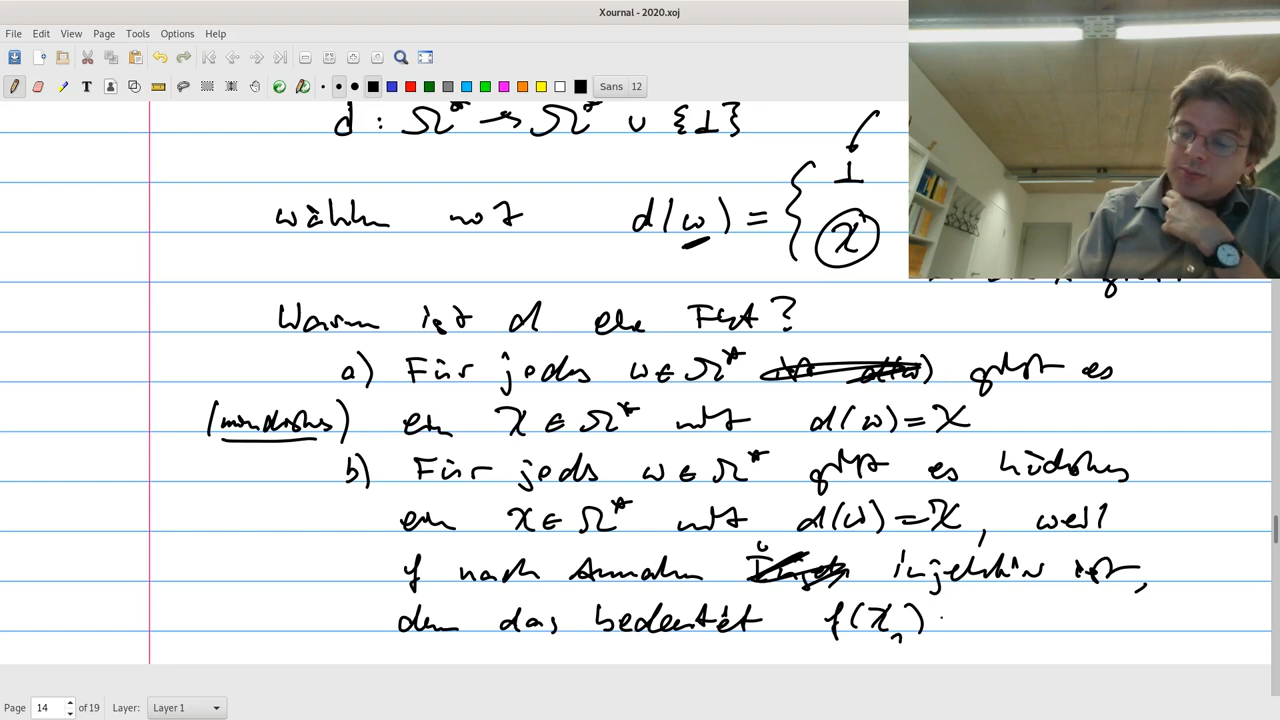 Xournal - 2020.xoj
File Edit View Page Tools Options Help
Sans 12
d : Ω* → Ω* ∪ {⊥}
wählen mit d(w) = { ⊥
x
Warum ist d eine Fkt?
a) Für jedes w ∈ Ω* gibt es
(mindestens) ein x ∈ Ω* mit d(w) = x
b) Für jedes w ∈ Ω* gibt es höchstens
ein x ∈ Ω* mit d(w) = x, weil
f nach Annahme injektiv ist,
denn das bedeutet f(x₁)
Page 14 of 19 Layer: Layer 1